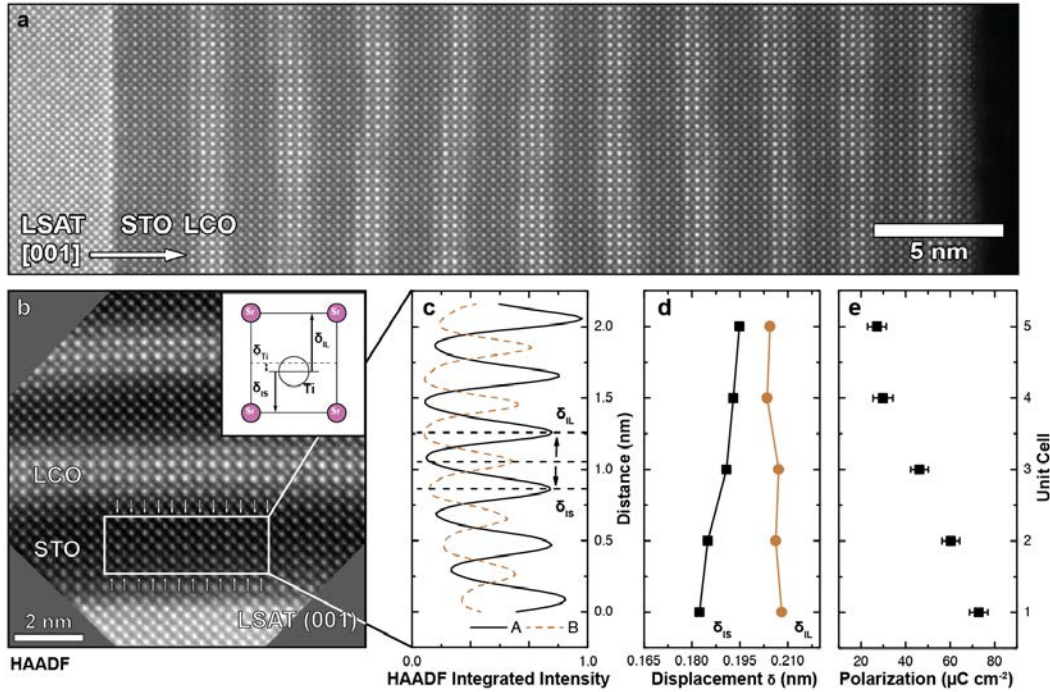 a
LSAT STO LCO
[001]
5 nm
b
Sr Sr
δTi
δIL
Ti
δIS
Sr Sr
LCO
STO
LSAT (001)
2 nm
HAADF
c
δIL
δIS
A B
0.0 1.0
HAADF Integrated Intensity
2.0
1.5
1.0
0.5
0.0
Distance (nm)
d
δIS δIL
0.165 0.180 0.195 0.210
Displacement δ (nm)
e
5
4
3
2
1
Unit Cell
20 40 60 80
Polarization (μC cm-2)